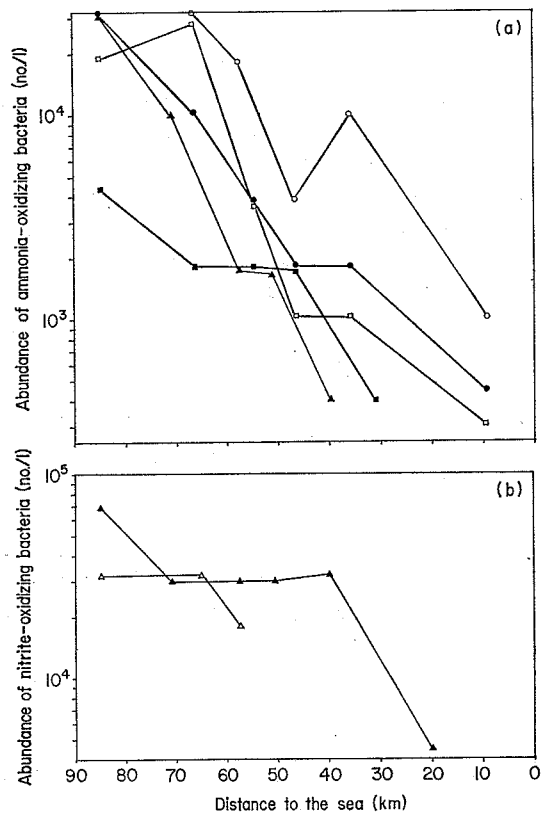 (a)
Abundance of ammonia-oxidizing bacteria (no/l)
10⁴
10³
(b)
Abundance of nitrite-oxidizing bacteria (no/l)
10⁵
10⁴
90 80 70 60 50 40 30 20 10 0
Distance to the sea (km)